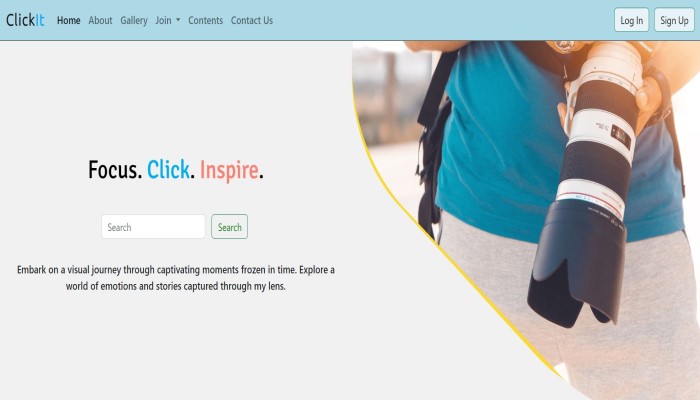 ClickIt Home About Gallery Join Contents Contact Us Log In Sign Up
Focus. Click. Inspire.
Search Search
Embark on a visual journey through captivating moments frozen in time. Explore a
world of emotions and stories captured through my lens.